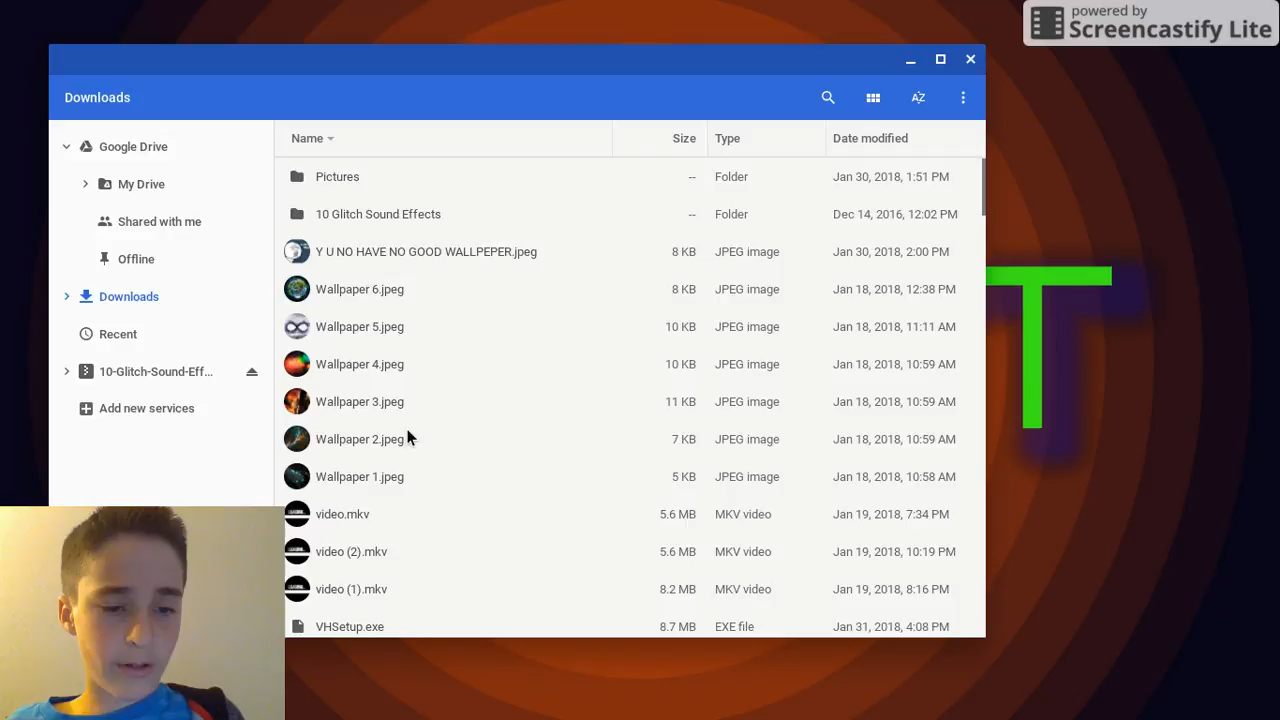 powered by
Screencastify Lite
Downloads
AZ
Google Drive
My Drive
Shared with me
Offline
Downloads
Recent
10-Glitch-Sound-Eff...
Add new services
Name Size Type Date modified
Pictures -- Folder Jan 30, 2018, 1:51 PM
10 Glitch Sound Effects -- Folder Dec 14, 2016, 12:02 PM
Y U NO HAVE NO GOOD WALLPEPER.jpeg 8 KB JPEG image Jan 30, 2018, 2:00 PM
Wallpaper 6.jpeg 8 KB JPEG image Jan 18, 2018, 12:38 PM
Wallpaper 5.jpeg 10 KB JPEG image Jan 18, 2018, 11:11 AM
Wallpaper 4.jpeg 10 KB JPEG image Jan 18, 2018, 10:59 AM
Wallpaper 3.jpeg 11 KB JPEG image Jan 18, 2018, 10:59 AM
Wallpaper 2.jpeg 7 KB JPEG image Jan 18, 2018, 10:59 AM
Wallpaper 1.jpeg 5 KB JPEG image Jan 18, 2018, 10:58 AM
video.mkv 5.6 MB MKV video Jan 19, 2018, 7:34 PM
video (2).mkv 5.6 MB MKV video Jan 19, 2018, 10:19 PM
video (1).mkv 8.2 MB MKV video Jan 19, 2018, 8:16 PM
VHSetup.exe 8.7 MB EXE file Jan 31, 2018, 4:08 PM
T